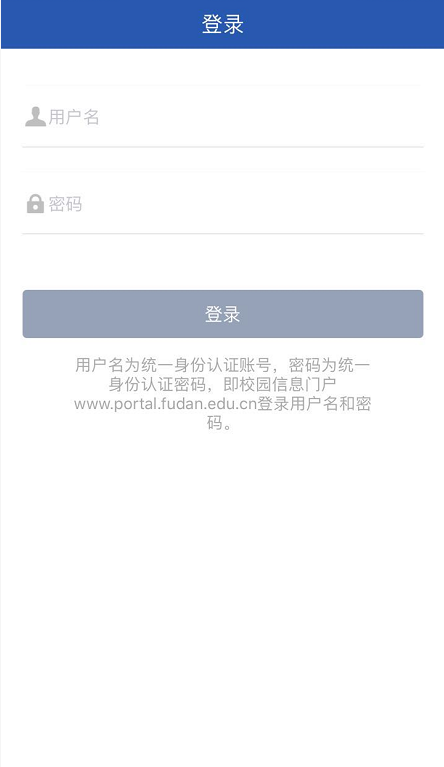 登录
用户名
密码
登录
用户名为统一身份认证账号，密码为统一
身份认证密码，即校园信息门户
www.portal.fudan.edu.cn登录用户名和密
码。